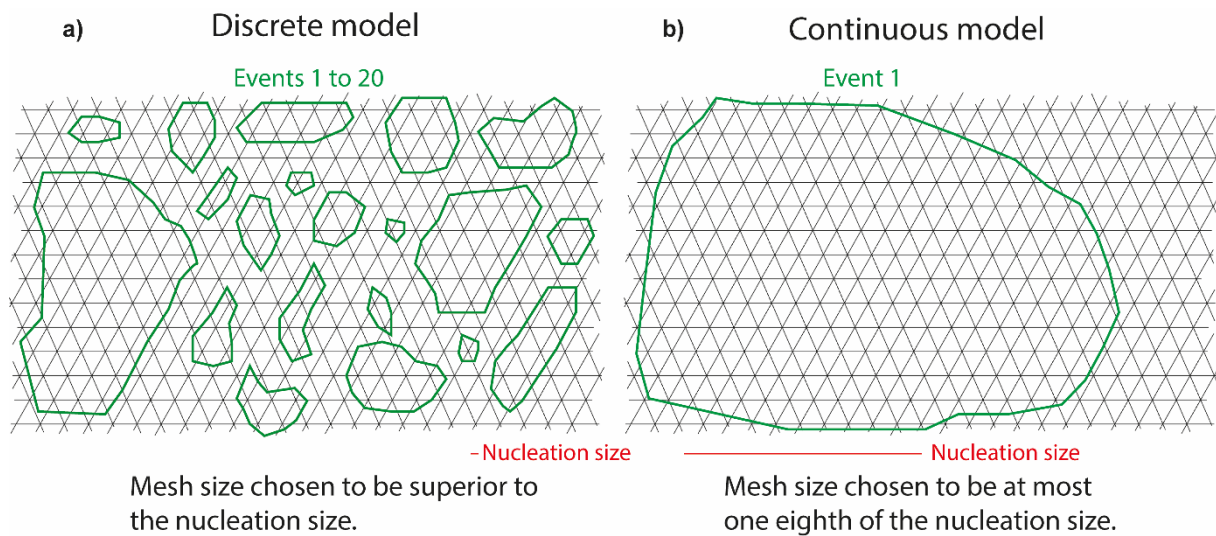 a)
Discrete model
Events 1 to 20
Nucleation size
Mesh size chosen to be superior to
the nucleation size.
b)
Continuous model
Event 1
Nucleation size
Mesh size chosen to be at most
one eighth of the nucleation size.